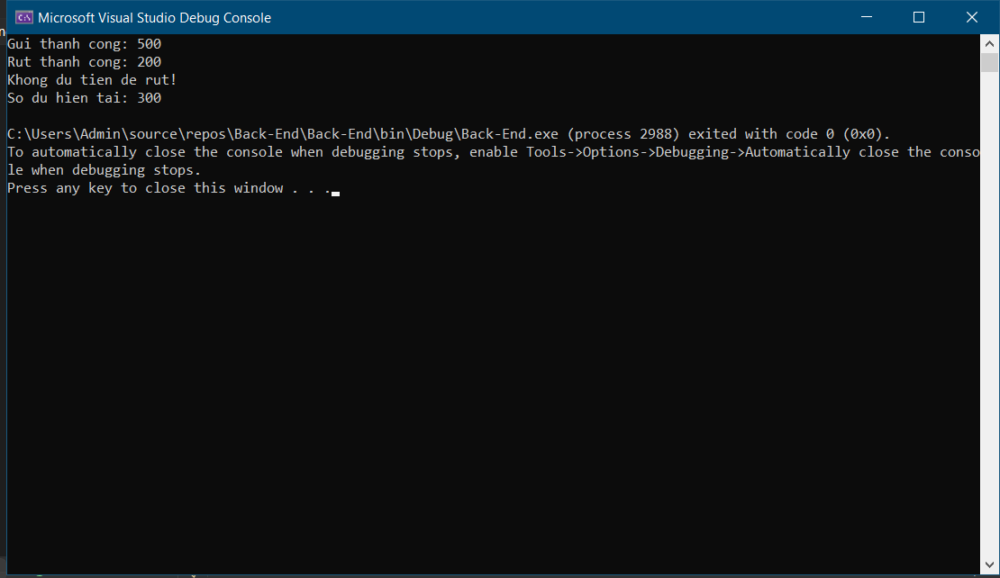 Microsoft Visual Studio Debug Console
Gui thanh cong: 500
Rut thanh cong: 200
Khong du tien de rut!
So du hien tai: 300
C:\Users\Admin\source\repos\Back-End\Back-End\bin\Debug\Back-End.exe (process 2988) exited with code 0 (0x0).
To automatically close the console when debugging stops, enable Tools->Options->Debugging->Automatically close the conso
le when debugging stops.
Press any key to close this window . . .